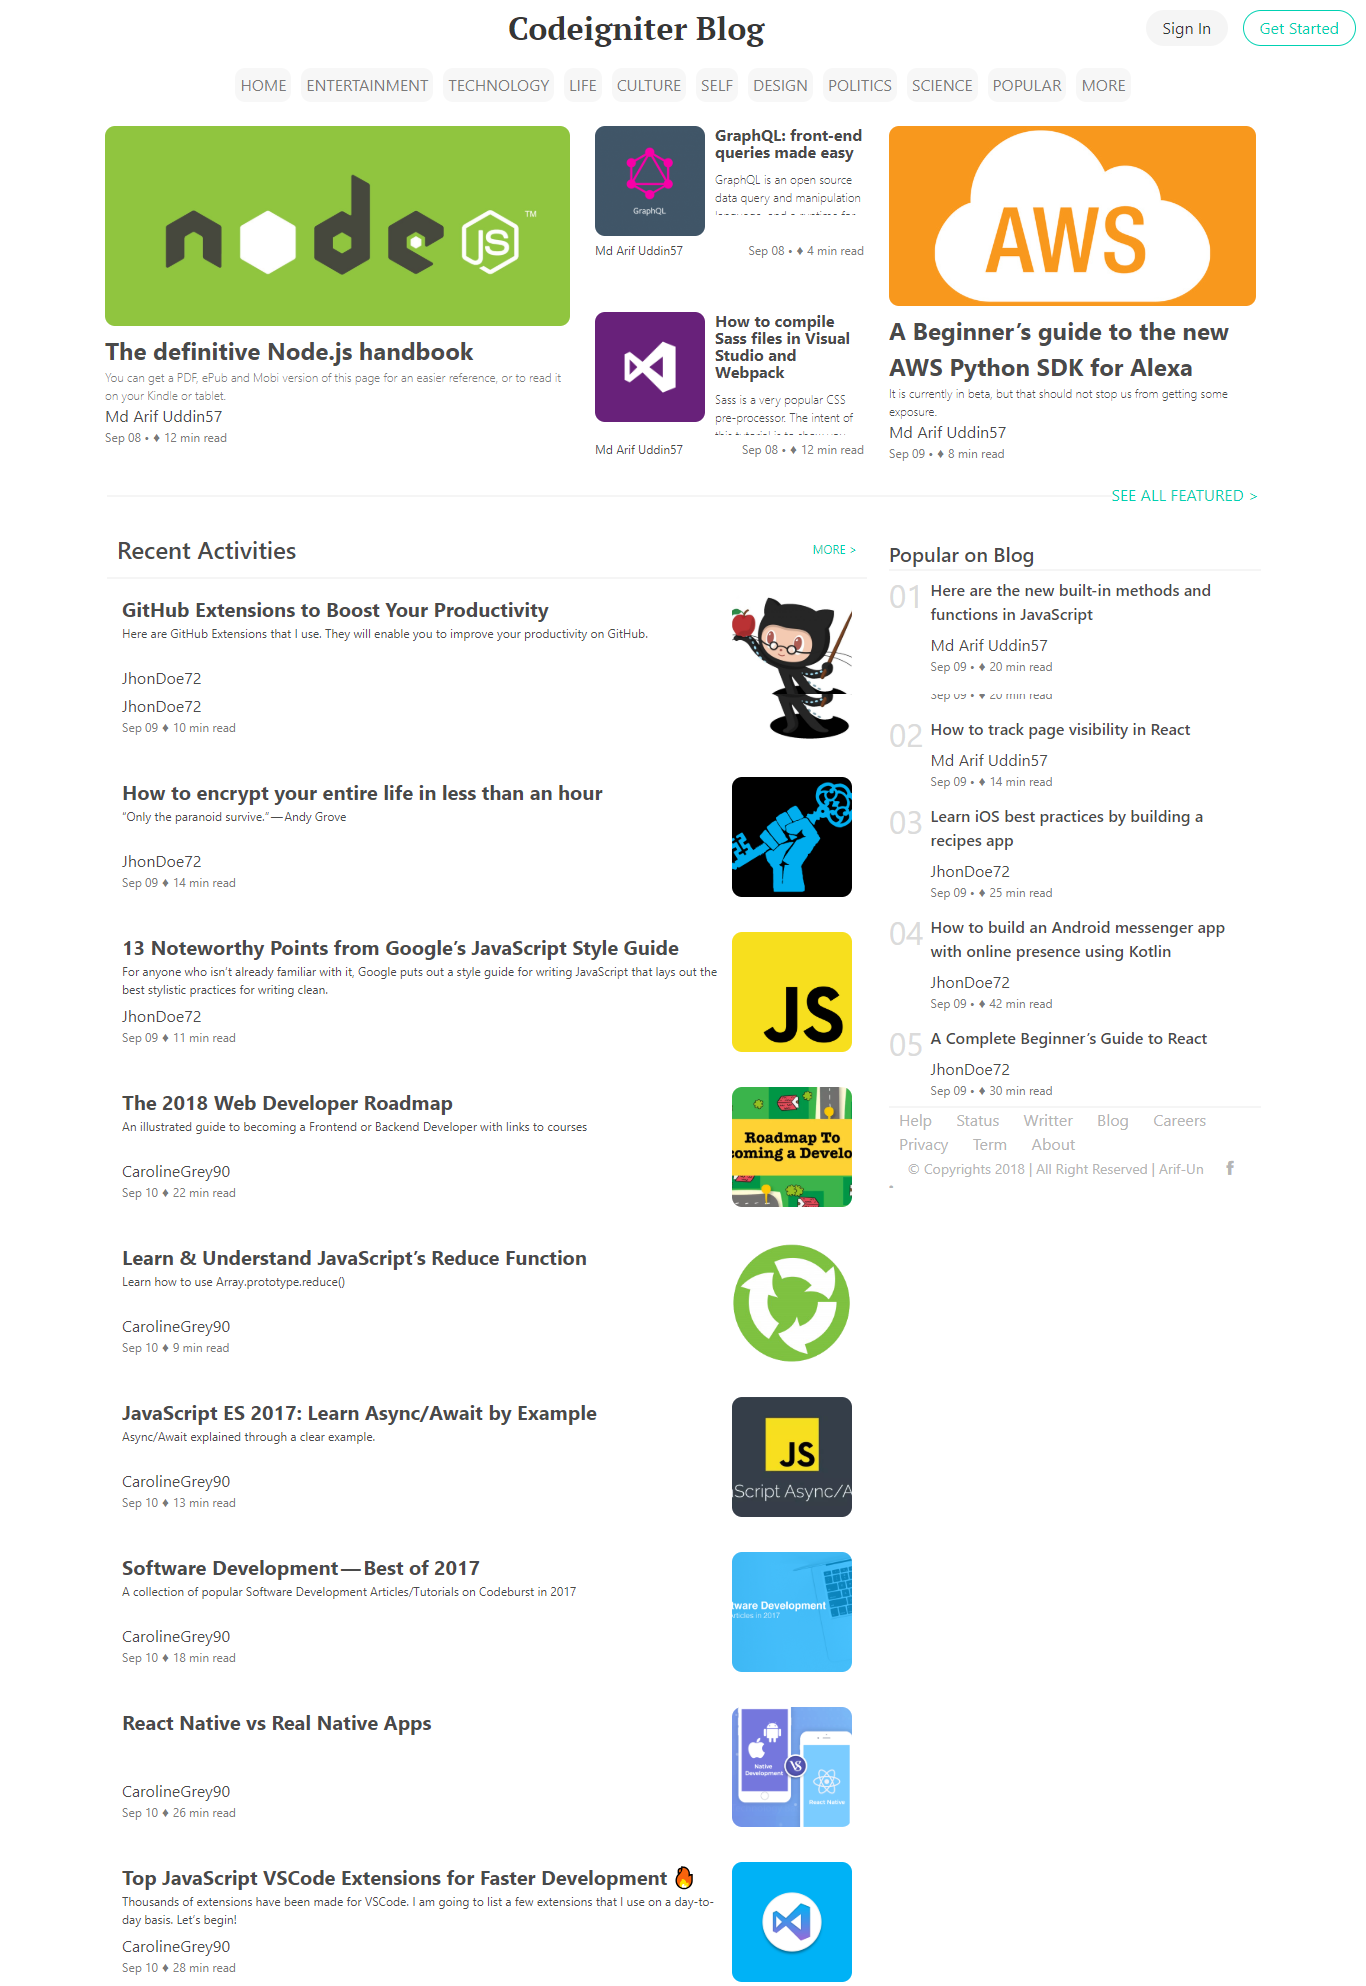 Codeigniter Blog
Sign In
Get Started
HOME
ENTERTAINMENT
TECHNOLOGY
LIFE
CULTURE
SELF
DESIGN
POLITICS
SCIENCE
POPULAR
MORE
node JS ™
The definitive Node.js handbook
You can get a PDF, ePub and Mobi version of this page for an easier reference, or to read it
on your Kindle or tablet.
Md Arif Uddin57
Sep 08 • ♦ 12 min read
GraphQL
GraphQL: front-end
queries made easy
GraphQL is an open source
data query and manipulation
language, and a runtime for
Md Arif Uddin57
Sep 08 • ♦ 4 min read
How to compile
Sass files in Visual
Studio and
Webpack
Sass is a very popular CSS
pre-processor. The intent of
this tutorial is to show you
Md Arif Uddin57
Sep 08 • ♦ 12 min read
AWS
A Beginner’s guide to the new
AWS Python SDK for Alexa
It is currently in beta, but that should not stop us from getting some
exposure.
Md Arif Uddin57
Sep 09 • ♦ 8 min read
SEE ALL FEATURED >
Recent Activities
MORE >
GitHub Extensions to Boost Your Productivity
Here are GitHub Extensions that I use. They will enable you to improve your productivity on GitHub.
JhonDoe72
JhonDoe72
Sep 09 ♦ 10 min read
How to encrypt your entire life in less than an hour
“Only the paranoid survive.” — Andy Grove
JhonDoe72
Sep 09 ♦ 14 min read
13 Noteworthy Points from Google’s JavaScript Style Guide
For anyone who isn’t already familiar with it, Google puts out a style guide for writing JavaScript that lays out the
best stylistic practices for writing clean.
JhonDoe72
Sep 09 ♦ 11 min read
JS
The 2018 Web Developer Roadmap
An illustrated guide to becoming a Frontend or Backend Developer with links to courses
CarolineGrey90
Sep 10 ♦ 22 min read
Roadmap To
coming a Develo
Learn & Understand JavaScript’s Reduce Function
Learn how to use Array.prototype.reduce()
CarolineGrey90
Sep 10 ♦ 9 min read
JavaScript ES 2017: Learn Async/Await by Example
Async/Await explained through a clear example.
CarolineGrey90
Sep 10 ♦ 13 min read
JS
aScript Async/A
Software Development — Best of 2017
A collection of popular Software Development Articles/Tutorials on Codeburst in 2017
CarolineGrey90
Sep 10 ♦ 18 min read
tware Development
articles in 2017
React Native vs Real Native Apps
CarolineGrey90
Sep 10 ♦ 26 min read
Native
Development
VS
React Native
Top JavaScript VSCode Extensions for Faster Development 🔥
Thousands of extensions have been made for VSCode. I am going to list a few extensions that I use on a day-to-
day basis. Let’s begin!
CarolineGrey90
Sep 10 ♦ 28 min read
Popular on Blog
01
Here are the new built-in methods and
functions in JavaScript
Md Arif Uddin57
Sep 09 • ♦ 20 min read
Sep 09 • ♦ 20 min read
02
How to track page visibility in React
Md Arif Uddin57
Sep 09 • ♦ 14 min read
03
Learn iOS best practices by building a
recipes app
JhonDoe72
Sep 09 • ♦ 25 min read
04
How to build an Android messenger app
with online presence using Kotlin
JhonDoe72
Sep 09 • ♦ 42 min read
05
A Complete Beginner’s Guide to React
JhonDoe72
Sep 09 • ♦ 30 min read
Help Status Writter Blog Careers
Privacy Term About
© Copyrights 2018 | All Right Reserved | Arif-Un